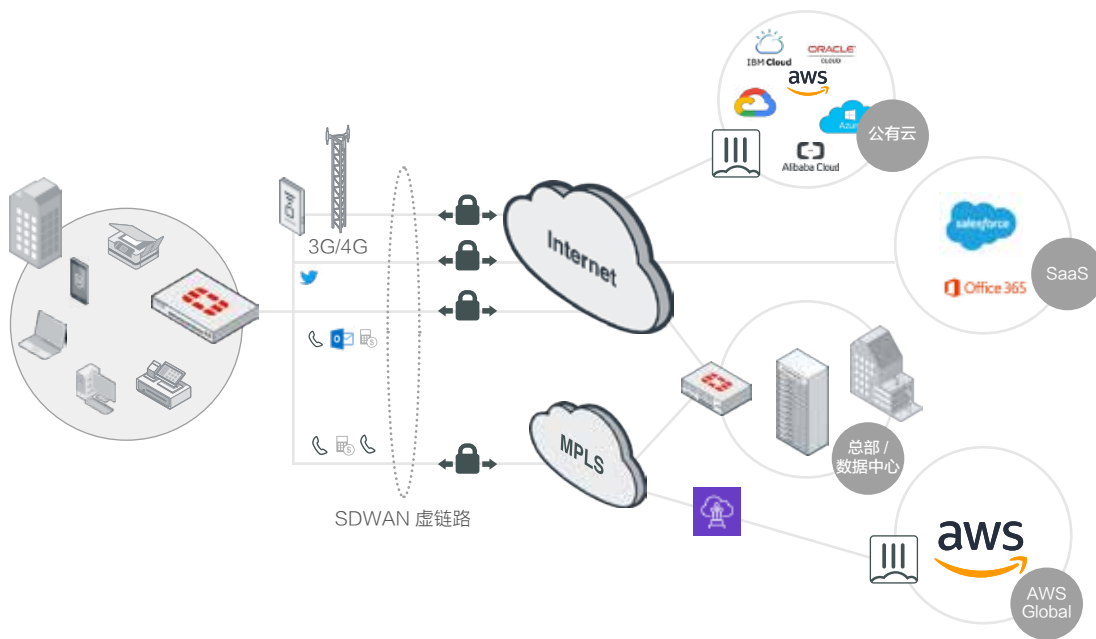 IBM Cloud
ORACLE
CLOUD
aws
Azure
公有云
Alibaba Cloud
3G/4G
Internet
salesforce
Office 365
SaaS
MPLS
总部 /
数据中心
SDWAN 虚链路
aws
AWS
Global